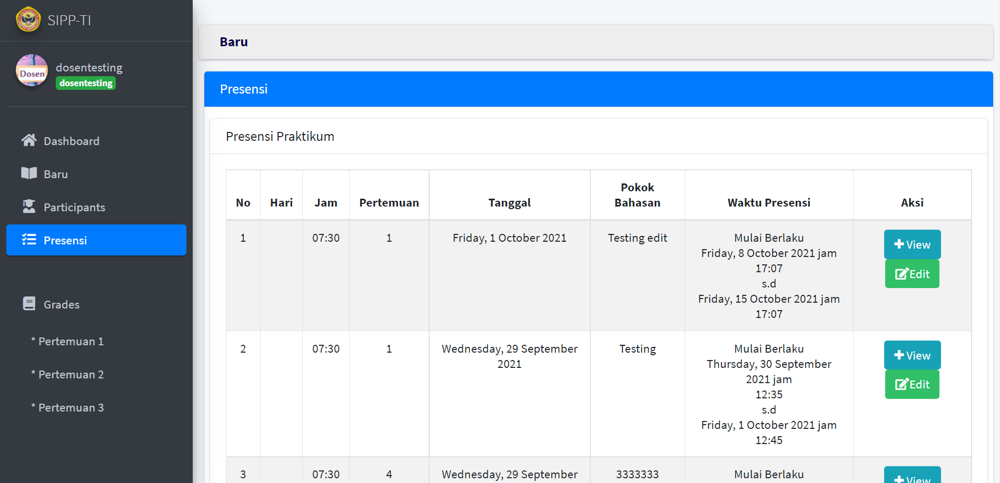 SIPP-TI
Dosen
dosentesting
dosentesting
Dashboard
Baru
Participants
Presensi
Grades
* Pertemuan 1
* Pertemuan 2
* Pertemuan 3
Baru
Presensi
Presensi Praktikum
No Hari Jam Pertemuan Tanggal Pokok Bahasan Waktu Presensi Aksi
1 07:30 1 Friday, 1 October 2021 Testing edit Mulai Berlaku
Friday, 8 October 2021 jam
17:07
s.d
Friday, 15 October 2021 jam
17:07
View
Edit
2 07:30 1 Wednesday, 29 September
2021
Testing
Mulai Berlaku
Thursday, 30 September
2021 jam
12:35
s.d
Friday, 1 October 2021 jam
12:45
View
Edit
3 07:30 4 Wednesday, 29 September 3333333 Mulai Berlaku
View